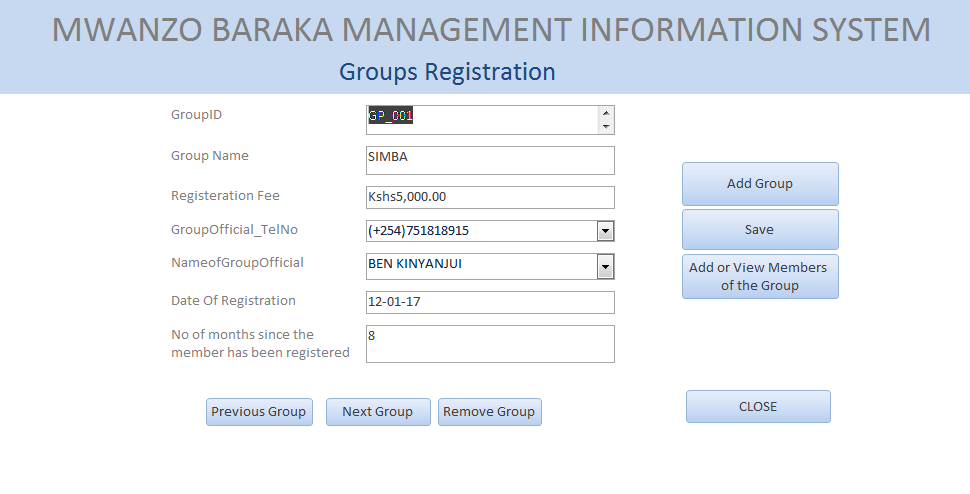 MWANZO BARAKA MANAGEMENT INFORMATION SYSTEM
Groups Registration
GroupID
GP_001
Group Name
SIMBA
Registeration Fee
Kshs5,000.00
GroupOfficial_TelNo
(+254)751818915
NameofGroupOfficial
BEN KINYANJUI
Date Of Registration
12-01-17
No of months since the
member has been registered
8
Add Group
Save
Add or View Members
of the Group
Previous Group
Next Group
Remove Group
CLOSE